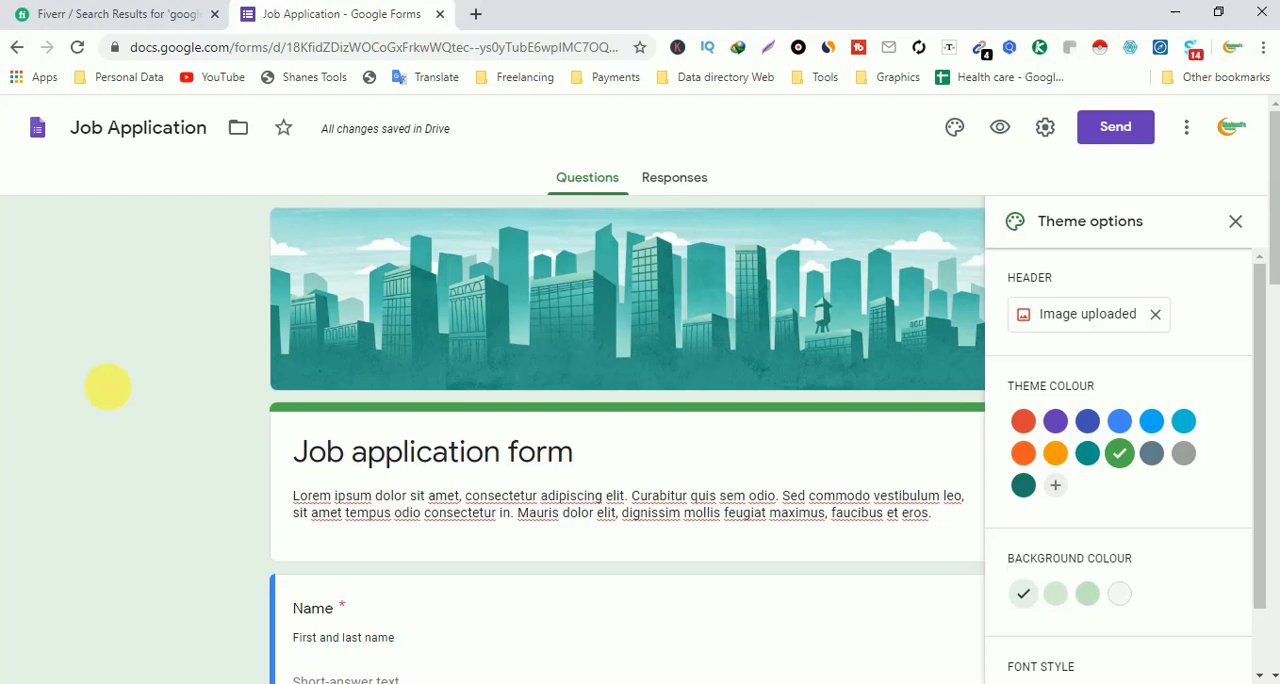 Fiverr / Search Results for 'googl
Job Application - Google Forms
docs.google.com/forms/d/18KfidZDizWOCoGxFrkwWQtec--ys0yTubE6wpIMC7OQ...
4
14
Apps
Personal Data
YouTube
Shanes Tools
Translate
Freelancing
Payments
Data directory Web
Tools
Graphics
Health care - Googl...
Other bookmarks
Job Application
All changes saved in Drive
Send
Questions
Responses
Theme options
HEADER
Image uploaded
THEME COLOUR
Job application form
Lorem ipsum dolor sit amet, consectetur adipiscing elit. Curabitur quis sem odio. Sed commodo vestibulum leo,
sit amet tempus odio consectetur in. Mauris dolor elit, dignissim mollis feugiat maximus, faucibus et eros.
BACKGROUND COLOUR
Name *
First and last name
FONT STYLE
Short-answer text